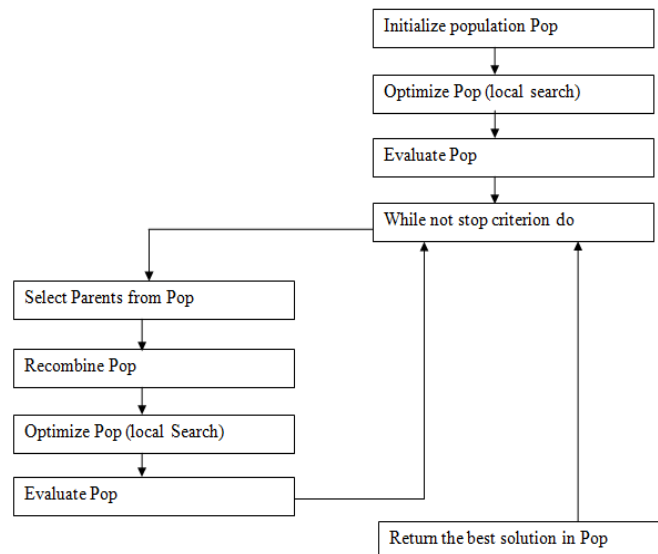 Initialize population Pop
Optimize Pop (local search)
Evaluate Pop
While not stop criterion do
Select Parents from Pop
Recombine Pop
Optimize Pop (local Search)
Evaluate Pop
Return the best solution in Pop